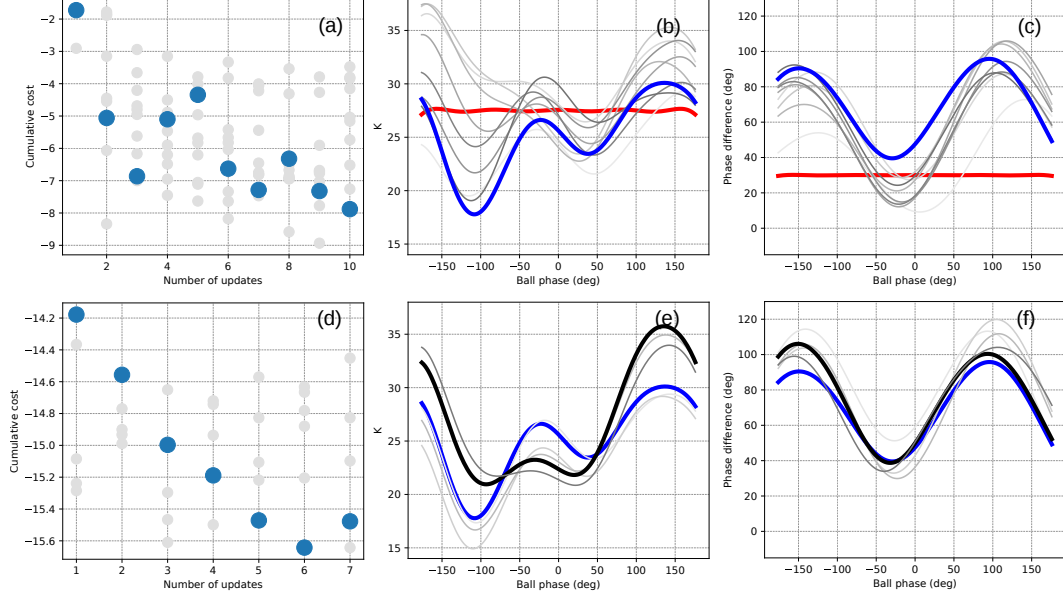 (a)
−2
−3
−4
−5
−6
−7
−8
−9
Cumulative cost
2 4 6 8 10
Number of updates
(b)
35
30
25
20
15
K
−150 −100 −50 0 50 100 150
Ball phase (deg)
(c)
120
100
80
60
40
20
0
Phase difference (deg)
−150 −100 −50 0 50 100 150
Ball phase (deg)
(d)
−14.2
−14.4
−14.6
−14.8
−15.0
−15.2
−15.4
−15.6
Cumulative cost
1 2 3 4 5 6 7
Number of updates
(e)
35
30
25
20
15
K
−150 −100 −50 0 50 100 150
Ball phase (deg)
(f)
120
100
80
60
40
20
0
Phase difference (deg)
−150 −100 −50 0 50 100 150
Ball phase (deg)